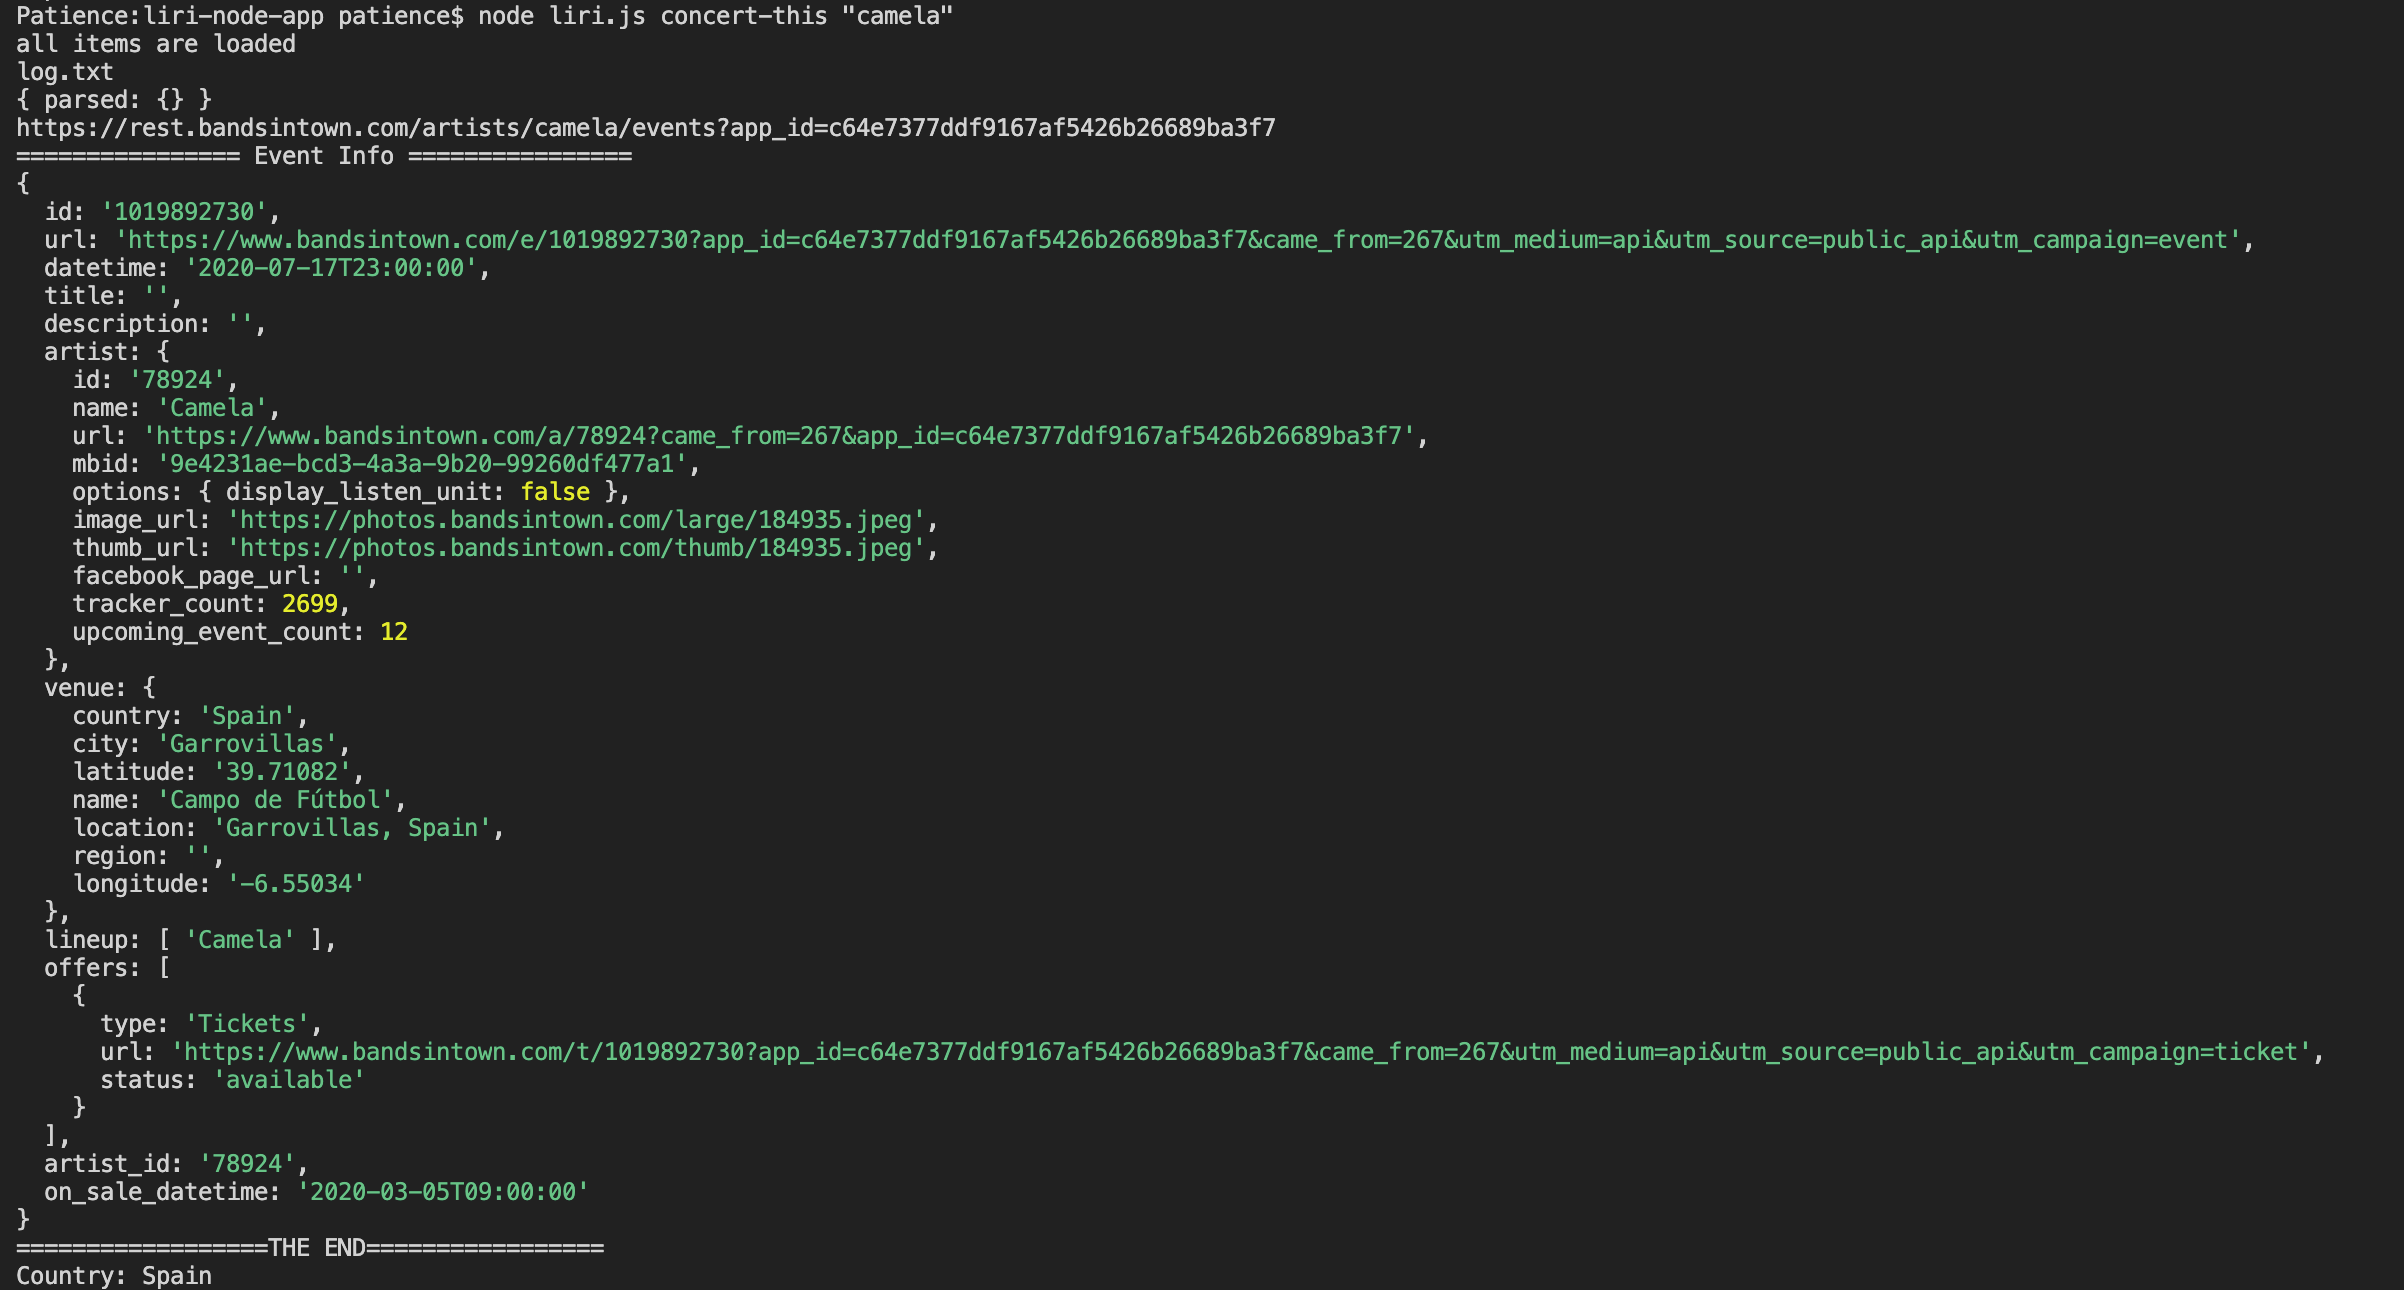 Patience:liri-node-app patience$ node liri.js concert-this "camela"
all items are loaded
log.txt
{ parsed: {} }
https://rest.bandsintown.com/artists/camela/events?app_id=c64e7377ddf9167af5426b26689ba3f7
================ Event Info ================
{
  id: '1019892730',
  url: 'https://www.bandsintown.com/e/1019892730?app_id=c64e7377ddf9167af5426b26689ba3f7&came_from=267&utm_medium=api&utm_source=public_api&utm_campaign=event',
  datetime: '2020-07-17T23:00:00',
  title: '',
  description: '',
  artist: {
    id: '78924',
    name: 'Camela',
    url: 'https://www.bandsintown.com/a/78924?came_from=267&app_id=c64e7377ddf9167af5426b26689ba3f7',
    mbid: '9e4231ae-bcd3-4a3a-9b20-99260df477a1',
    options: { display_listen_unit: false },
    image_url: 'https://photos.bandsintown.com/large/184935.jpeg',
    thumb_url: 'https://photos.bandsintown.com/thumb/184935.jpeg',
    facebook_page_url: '',
    tracker_count: 2699,
    upcoming_event_count: 12
  },
  venue: {
    country: 'Spain',
    city: 'Garrovillas',
    latitude: '39.71082',
    name: 'Campo de Fútbol',
    location: 'Garrovillas, Spain',
    region: '',
    longitude: '-6.55034'
  },
  lineup: [ 'Camela' ],
  offers: [
    {
      type: 'Tickets',
      url: 'https://www.bandsintown.com/t/1019892730?app_id=c64e7377ddf9167af5426b26689ba3f7&came_from=267&utm_medium=api&utm_source=public_api&utm_campaign=ticket',
      status: 'available'
    }
  ],
  artist_id: '78924',
  on_sale_datetime: '2020-03-05T09:00:00'
}
==================THE END=================
Country: Spain